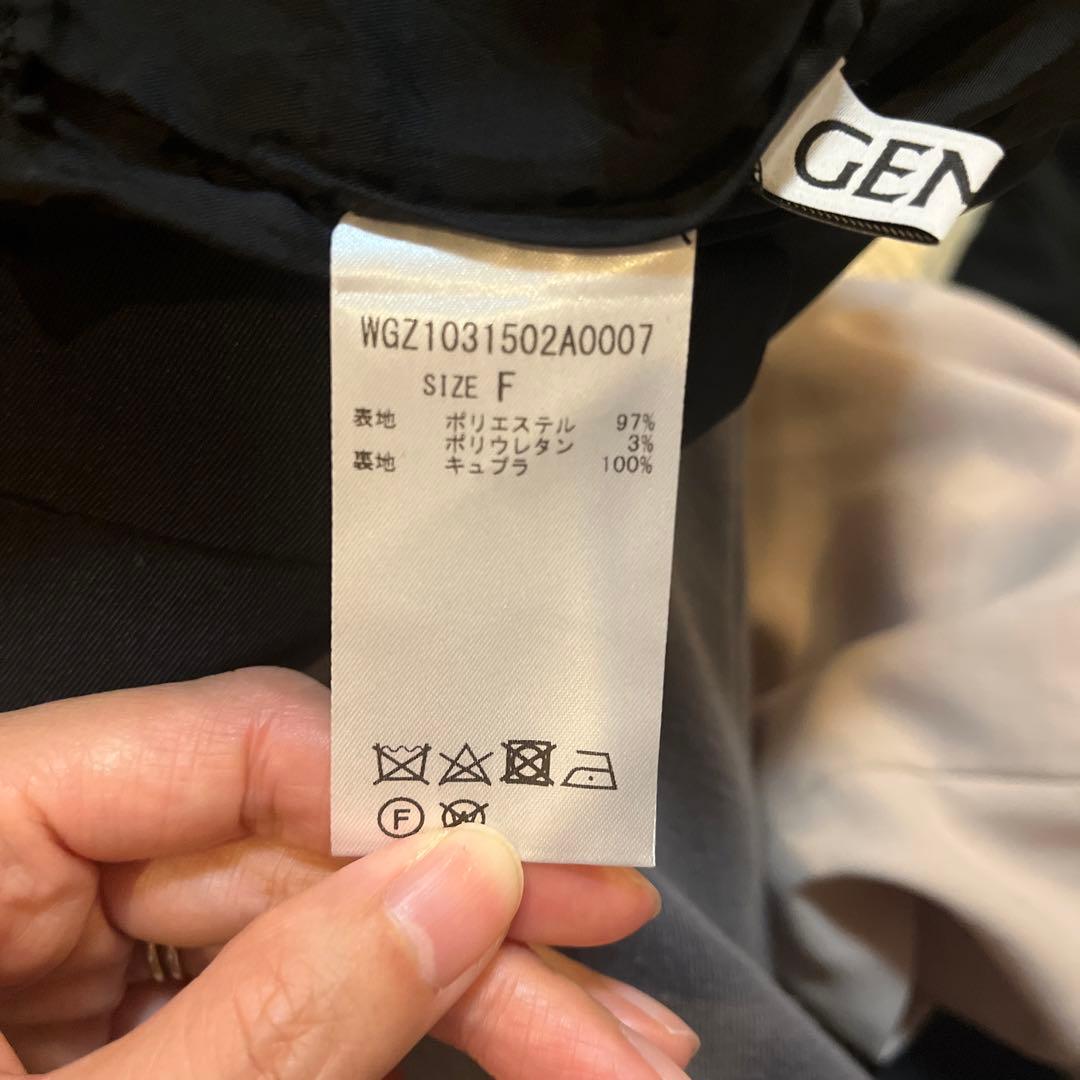 GEN
WGZ1031502A0007
SIZE F
表地 ポリエステル 97%
ポリウレタン 3%
裏地 キュプラ 100%
F
W